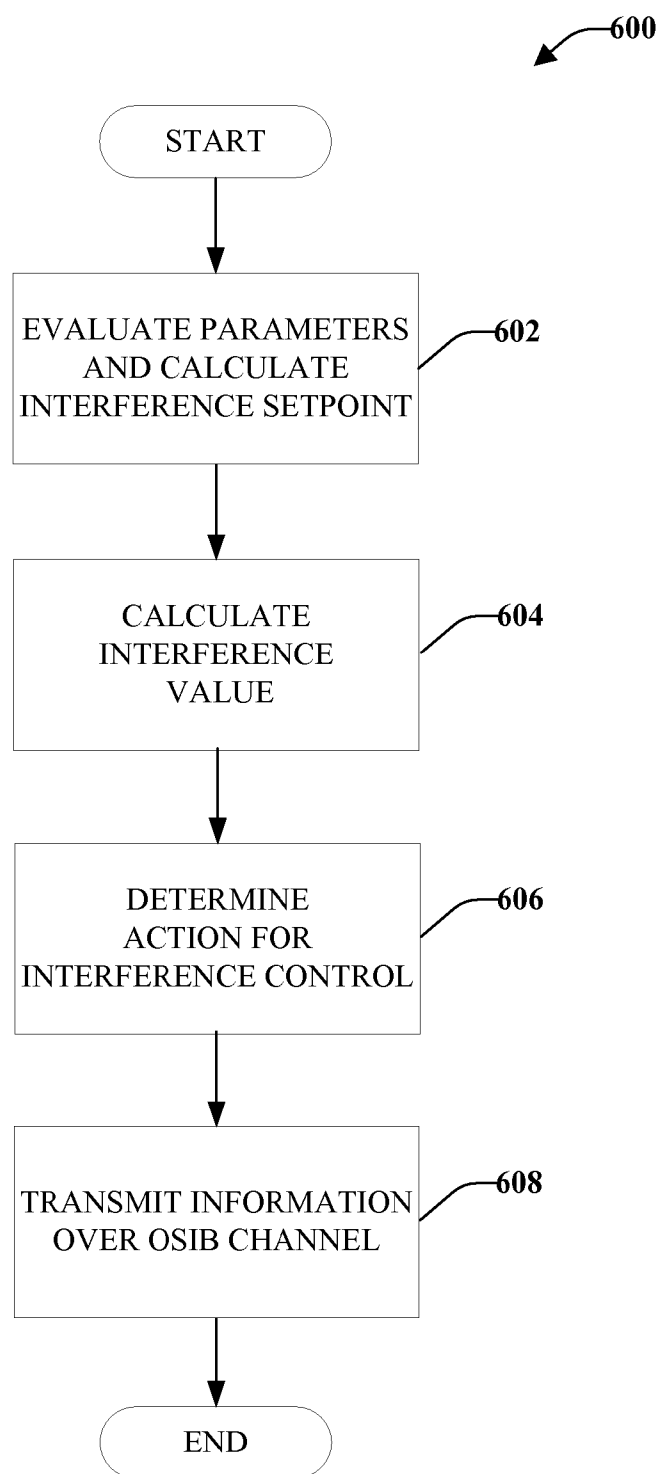 600
START
EVALUATE PARAMETERS
AND CALCULATE
INTERFERENCE SETPOINT
602
CALCULATE
INTERFERENCE
VALUE
604
DETERMINE
ACTION FOR
INTERFERENCE CONTROL
606
TRANSMIT INFORMATION
OVER OSIB CHANNEL
608
END